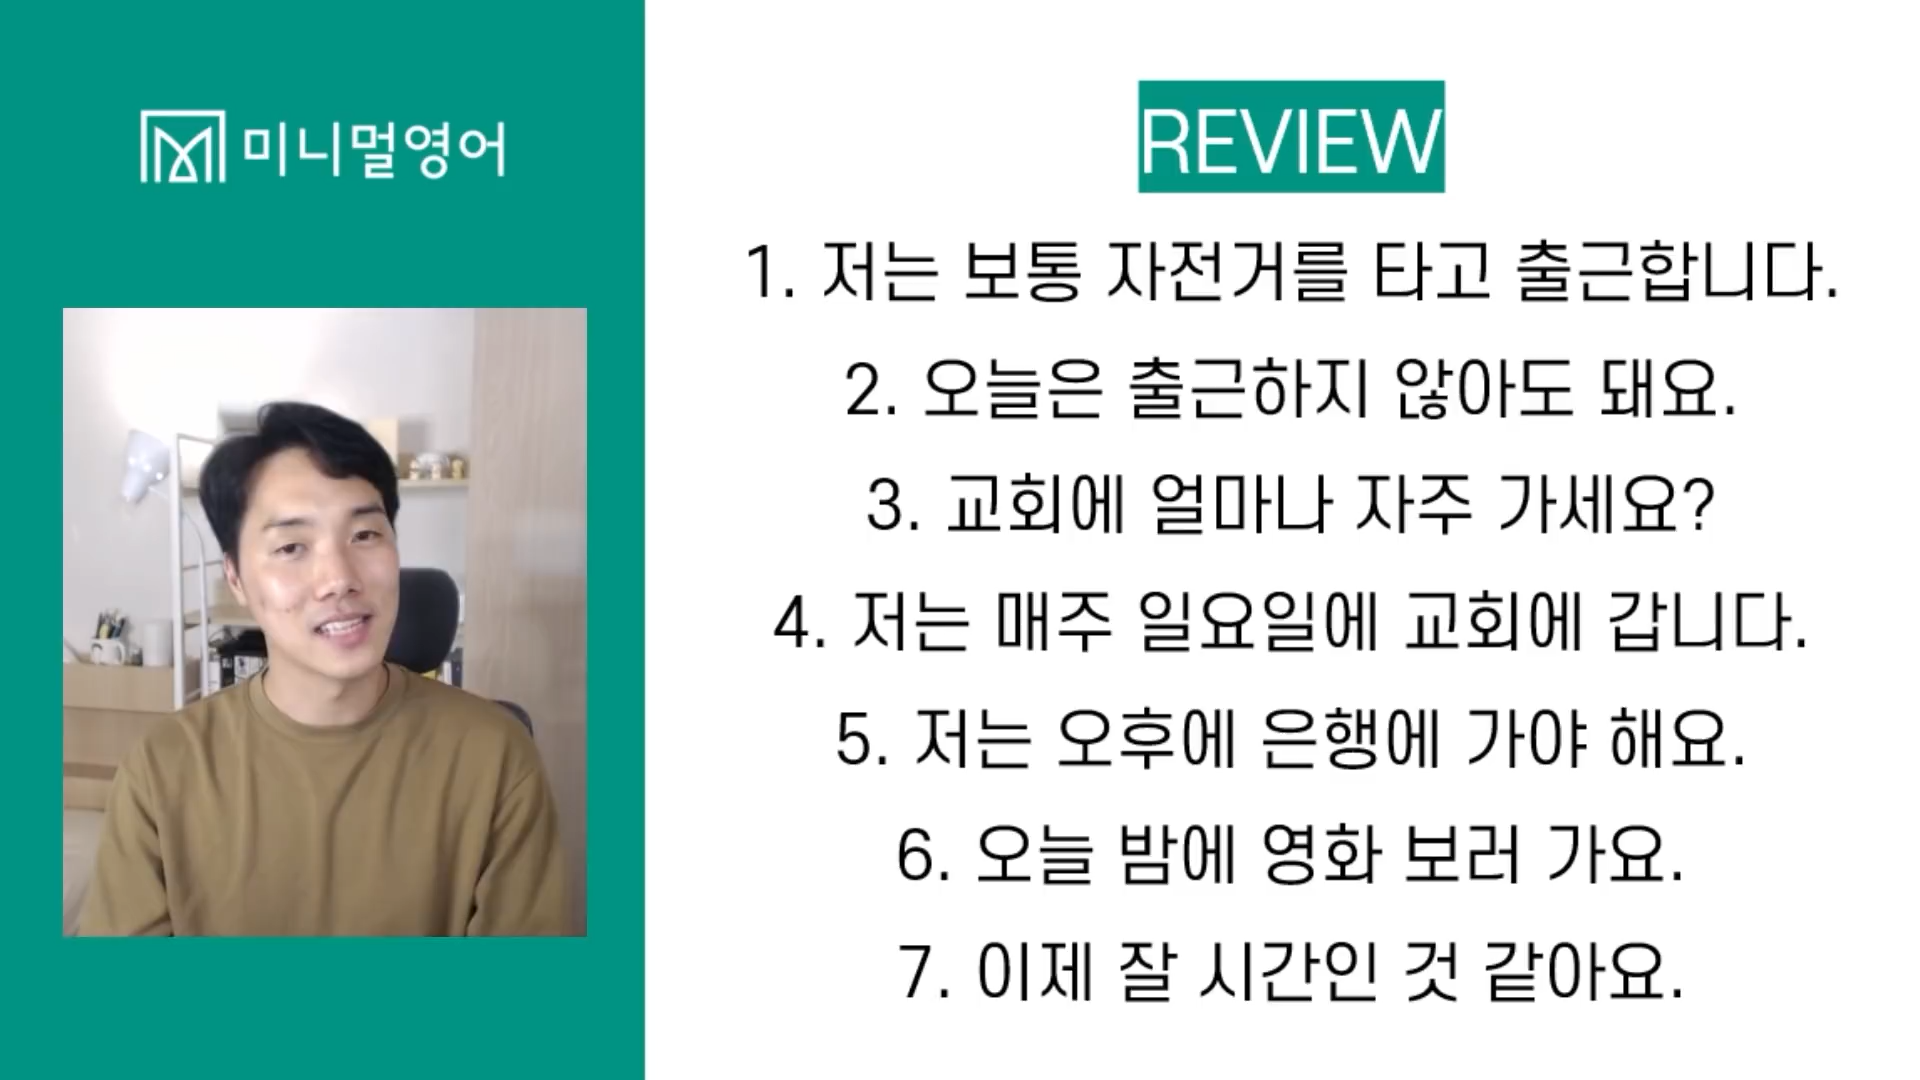 미니멀영어
REVIEW
1. 저는 보통 자전거를 타고 출근합니다.
2. 오늘은 출근하지 않아도 돼요.
3. 교회에 얼마나 자주 가세요?
4. 저는 매주 일요일에 교회에 갑니다.
5. 저는 오후에 은행에 가야 해요.
6. 오늘 밤에 영화 보러 가요.
7. 이제 잘 시간인 것 같아요.